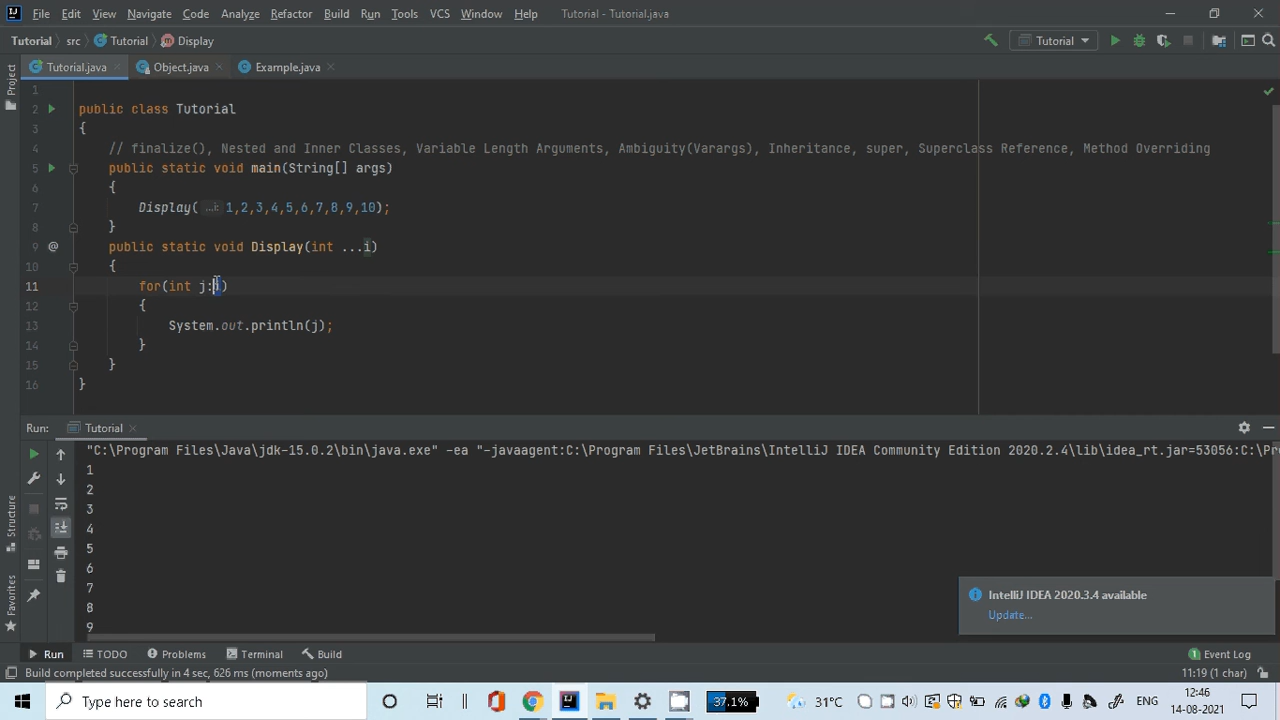 File Edit View Navigate Code Analyze Refactor Build Run Tools VCS Window Help Tutorial - Tutorial.java
Tutorial src Tutorial Display Tutorial
Project
Tutorial.java Object.java Example.java
1
2 public class Tutorial
3 {
4 // finalize(), Nested and Inner Classes, Variable Length Arguments, Ambiguity(Varargs), Inheritance, super, Superclass Reference, Method Overriding
5 public static void main(String[] args)
6 {
7 Display( ...i: 1,2,3,4,5,6,7,8,9,10);
8 }
9 @ public static void Display(int ...i)
10 {
11 for(int j:i)
12 {
13 System.out.println(j);
14 }
15 }
16 }
Run: Tutorial
"C:\Program Files\Java\jdk-15.0.2\bin\java.exe" -ea "-javaagent:C:\Program Files\JetBrains\IntelliJ IDEA Community Edition 2020.2.4\lib\idea_rt.jar=53056:C:\Pr
1
2
3
4
5
6
7
8
9
Structure
Favorites
IntelliJ IDEA 2020.3.4 available
Update...
Run TODO Problems Terminal Build 1 Event Log
Build completed successfully in 4 sec, 626 ms (moments ago) 11:19 (1 char)
Type here to search 37.1% 31°C ENG 12:46
14-08-2021